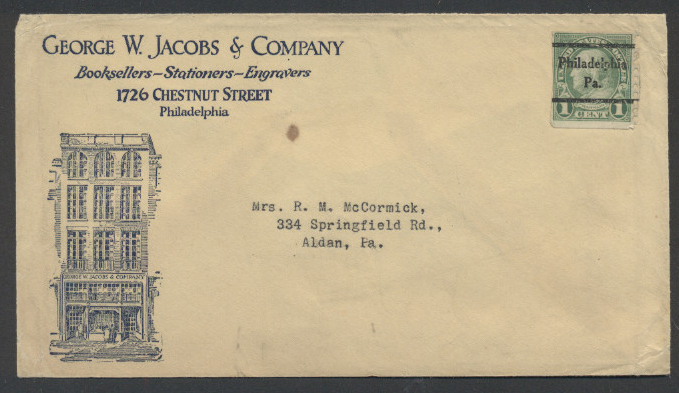 GEORGE W. JACOBS & COMPANY
Booksellers-Stationers-Engravers
1726 CHESTNUT STREET
Philadelphia
Philadelphia
Pa.
1 CENT 1
GEORGE W. JACOBS & COMPANY
Mrs. R. M. McCormick,
334 Springfield Rd.,
Aldan, Pa.